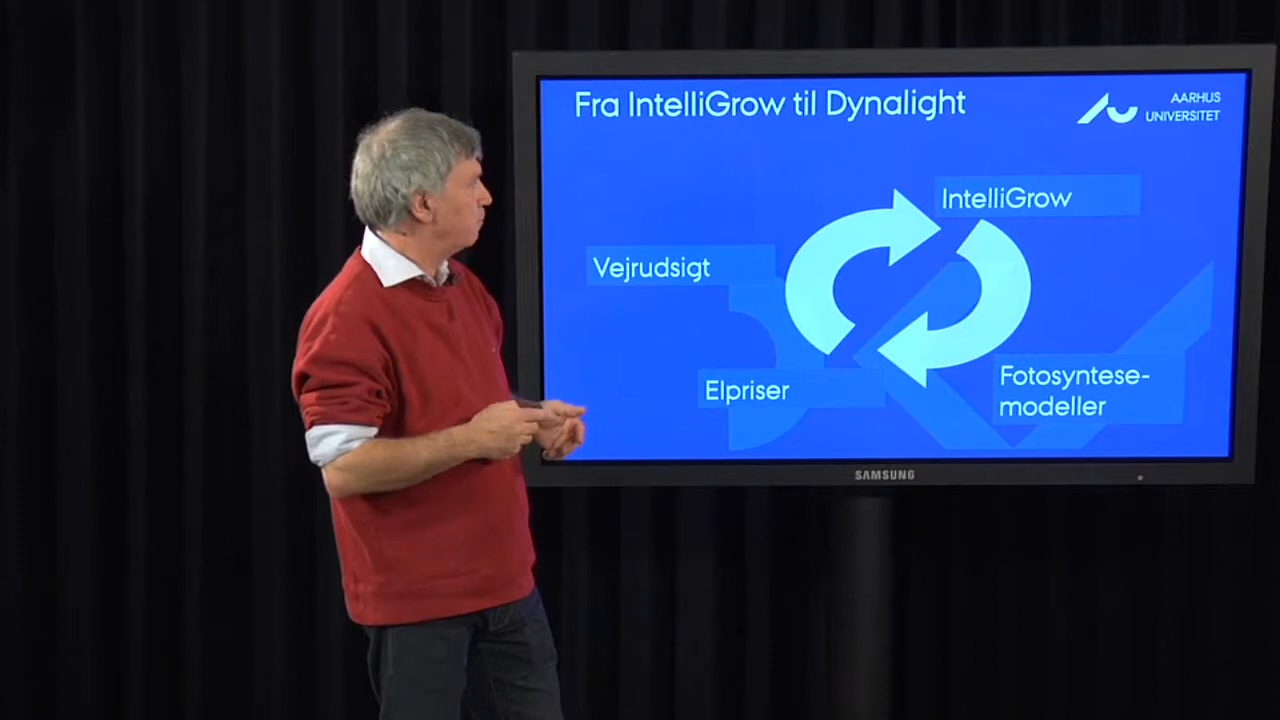 Fra IntelliGrow til Dynalight
AARHUS
UNIVERSITET
IntelliGrow
Vejrudsigt
Elpriser
Fotosyntese-
modeller
SAMSUNG